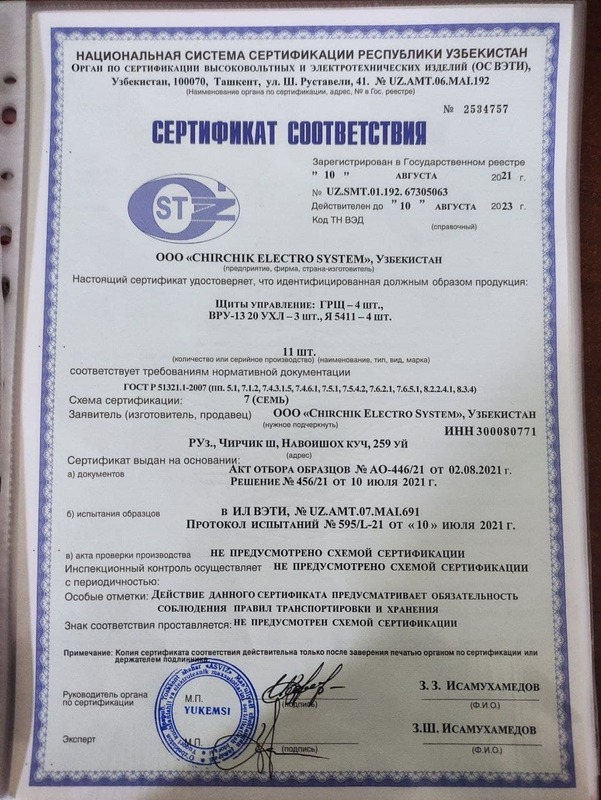 НАЦИОНАЛЬНАЯ СИСТЕМА СЕРТИФИКАЦИИ РЕСПУБЛИКИ УЗБЕКИСТАН
ОРГАН ПО СЕРТИФИКАЦИИ ВЫСОКОВОЛЬТНЫХ И ЭЛЕКТРОТЕХНИЧЕСКИХ ИЗДЕЛИЙ (ОС ВЭТИ),
УЗБЕКИСТАН, 100070, ТАШКЕНТ, УЛ. Ш. РУСТАВЕЛИ, 41. № UZ.AMT.06.MAI.192
(Наименование органа по сертификации, адрес, № в Гос. реестре)
№ 2534757
СЕРТИФИКАТ СООТВЕТСТВИЯ
Зарегистрирован в Государственном реестре
" 10 " АВГУСТА 2021 г.
№ UZ.SMT.01.192. 67305063
Действителен до " 10 " АВГУСТА 2023 г.
Код ТН ВЭД
(справочный)
ST
ООО «CHIRCHIK ELECTRO SYSTEM», УЗБЕКИСТАН
(предприятие, фирма, страна-изготовитель)
Настоящий сертификат удостоверяет, что идентифицированная должным образом продукция:
ЩИТЫ УПРАВЛЕНИЕ: ГРЩ – 4 шт.,
ВРУ-13 20 УХЛ – 3 шт., Я 5411 – 4 шт.
11 шт.
(количество или серийное производство) (наименование, тип, вид, марка)
соответствует требованиям нормативной документации
ГОСТ Р 51321.1-2007 (пп. 5.1, 7.1.2, 7.4.3.1.5, 7.4.6.1, 7.5.1, 7.5.4.2, 7.6.2.1, 7.6.5.1, 8.2.2.4.1, 8.3.4)
Схема сертификации: 7 (СЕМЬ)
Заявитель (изготовитель, продавец) ООО «CHIRCHIK ELECTRO SYSTEM», УЗБЕКИСТАН
(нужное подчеркнуть)
ИНН 300080771
РУз., ЧИРЧИК Ш, НАВОИШОХ КУЧ, 259 УЙ
(адрес)
Сертификат выдан на основании:
а) документов
АКТ ОТБОРА ОБРАЗЦОВ № АО-446/21 ОТ 02.08.2021 г.
РЕШЕНИЕ № 456/21 ОТ 10 ИЮЛЯ 2021 г.
б) испытания образцов
В ИЛ ВЭТИ, № UZ.AMT.07.MAI.691
ПРОТОКОЛ ИСПЫТАНИЙ № 595/L-21 ОТ «10» ИЮЛЯ 2021 г.
в) акта проверки производства НЕ ПРЕДУСМОТРЕНО СХЕМОЙ СЕРТИФИКАЦИИ
Инспекционный контроль осуществляет НЕ ПРЕДУСМОТРЕНО СХЕМОЙ СЕРТИФИКАЦИИ
с периодичностью:
Особые отметки: ДЕЙСТВИЕ ДАННОГО СЕРТИФИКАТА ПРЕДУСМАТРИВАЕТ ОБЯЗАТЕЛЬНОСТЬ
СОБЛЮДЕНИЯ ПРАВИЛ ТРАНСПОРТИРОВКИ И ХРАНЕНИЯ
Знак соответствия проставляется: НЕ ПРЕДУСМОТРЕН СХЕМОЙ СЕРТИФИКАЦИИ
Примечание: Копия сертификата соответствия действительна только после заверения печатью органом по сертификации или
держателем подлинника
Руководитель органа
по сертификации
М.П.
(подпись)
З. З. ИСАМУХАМЕДОВ
(Ф.И.О.)
YUKEMSI
Эксперт
М.П.
(подпись)
З.Ш. ИСАМУХАМЕДОВ
(Ф.И.О.)